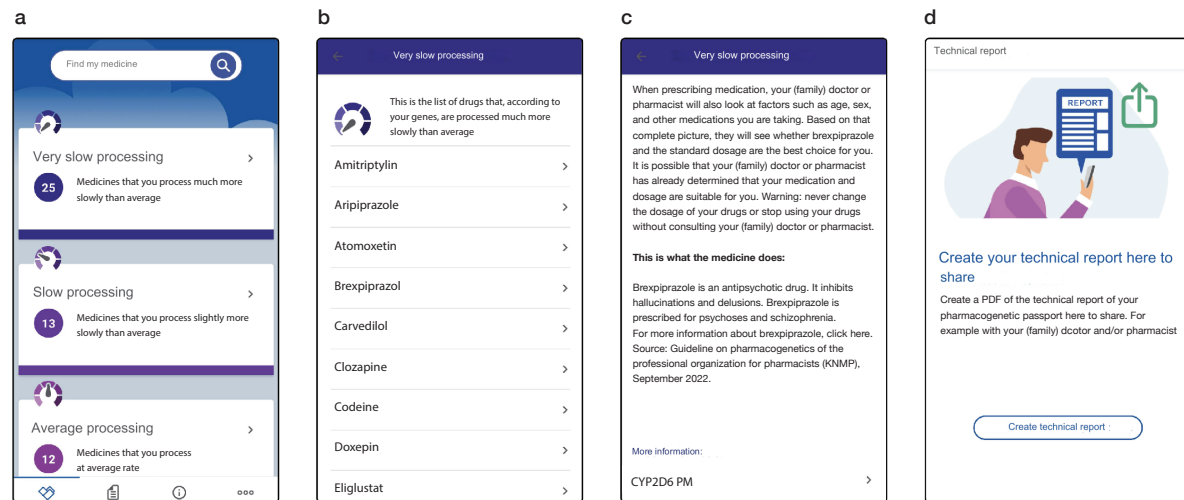 a
Find my medicine
Very slow processing
25
Medicines that you process much more
slowly than average
Slow processing
13
Medicines that you process slightly more
slowly than average
Average processing
12
Medicines that you process
at average rate
b
Very slow processing
This is the list of drugs that, according to
your genes, are processed much more
slowly than average
Amitriptylin
Aripiprazole
Atomoxetin
Brexpiprazol
Carvedilol
Clozapine
Codeine
Doxepin
Eliglustat
c
Very slow processing
When prescribing medication, your (family) doctor or
pharmacist will also look at factors such as age, sex,
and other medications you are taking. Based on that
complete picture, they will see whether brexpiprazole
and the standard dosage are the best choice for you.
It is possible that your (family) doctor or pharmacist
has already determined that your medication and
dosage are suitable for you. Warning: never change
the dosage of your drugs or stop using your drugs
without consulting your (family) doctor or pharmacist.
This is what the medicine does:
Brexpiprazole is an antipsychotic drug. It inhibits
hallucinations and delusions. Brexpiprazole is
prescribed for psychoses and schizophrenia.
For more information about brexpiprazole, click here.
Source: Guideline on pharmacogenetics of the
professional organization for pharmacists (KNMP),
September 2022.
More information:
CYP2D6 PM
d
Technical report
REPORT
Create your technical report here to
share
Create a PDF of the technical report of your
pharmacogenetic passport here to share. For
example with your (family) dcotor and/or pharmacist
Create technical report